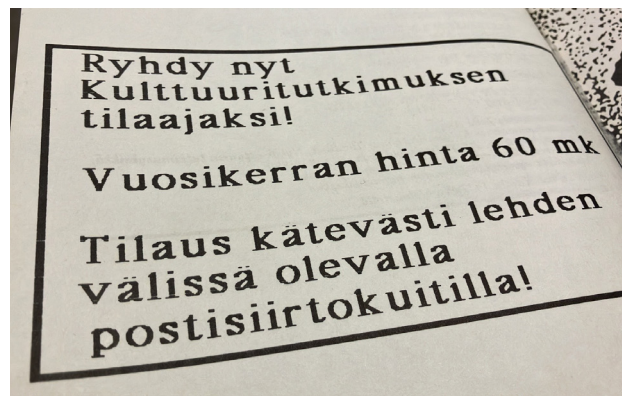 Ryhdy nyt
Kulttuuritutkimuksen
tilaajaksi!
Vuosikerran hinta 60 mk
Tilaus kätevästi lehden
välissä olevalla
postisiirtokuitilla!